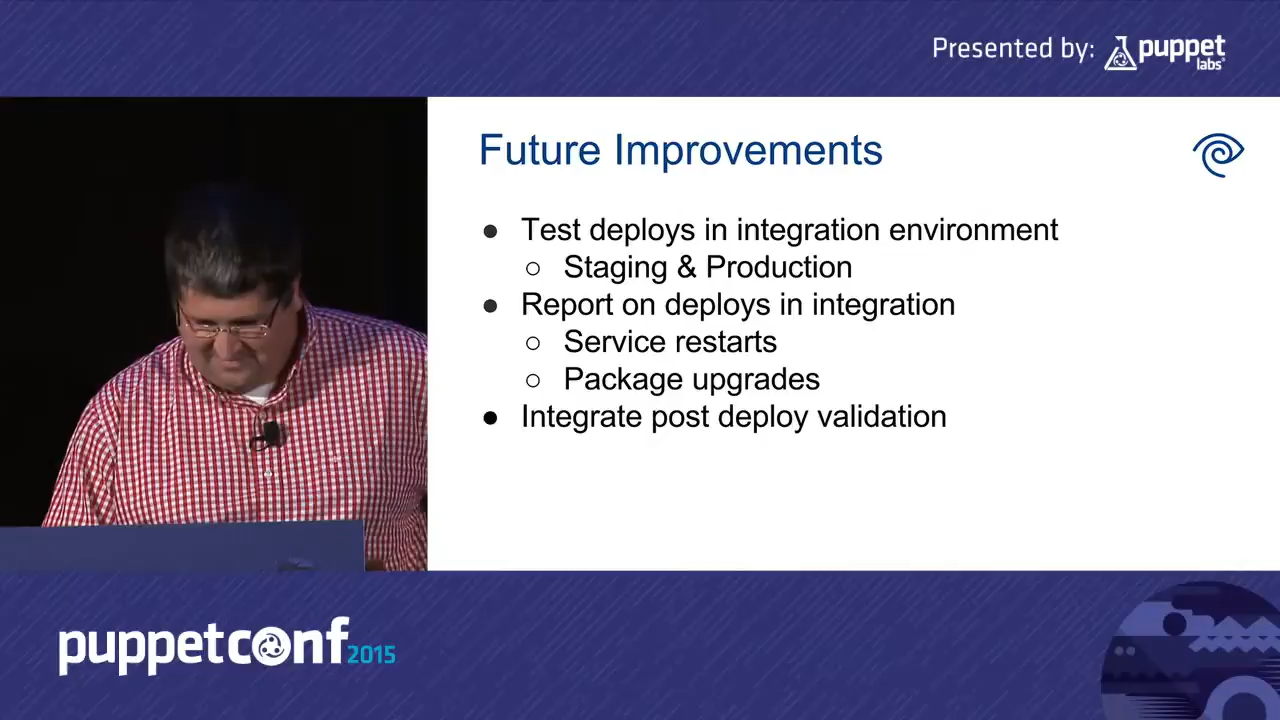 Presented by: puppet labs
Future Improvements
● Test deploys in integration environment
○ Staging & Production
● Report on deploys in integration
○ Service restarts
○ Package upgrades
● Integrate post deploy validation
puppetconf 2015